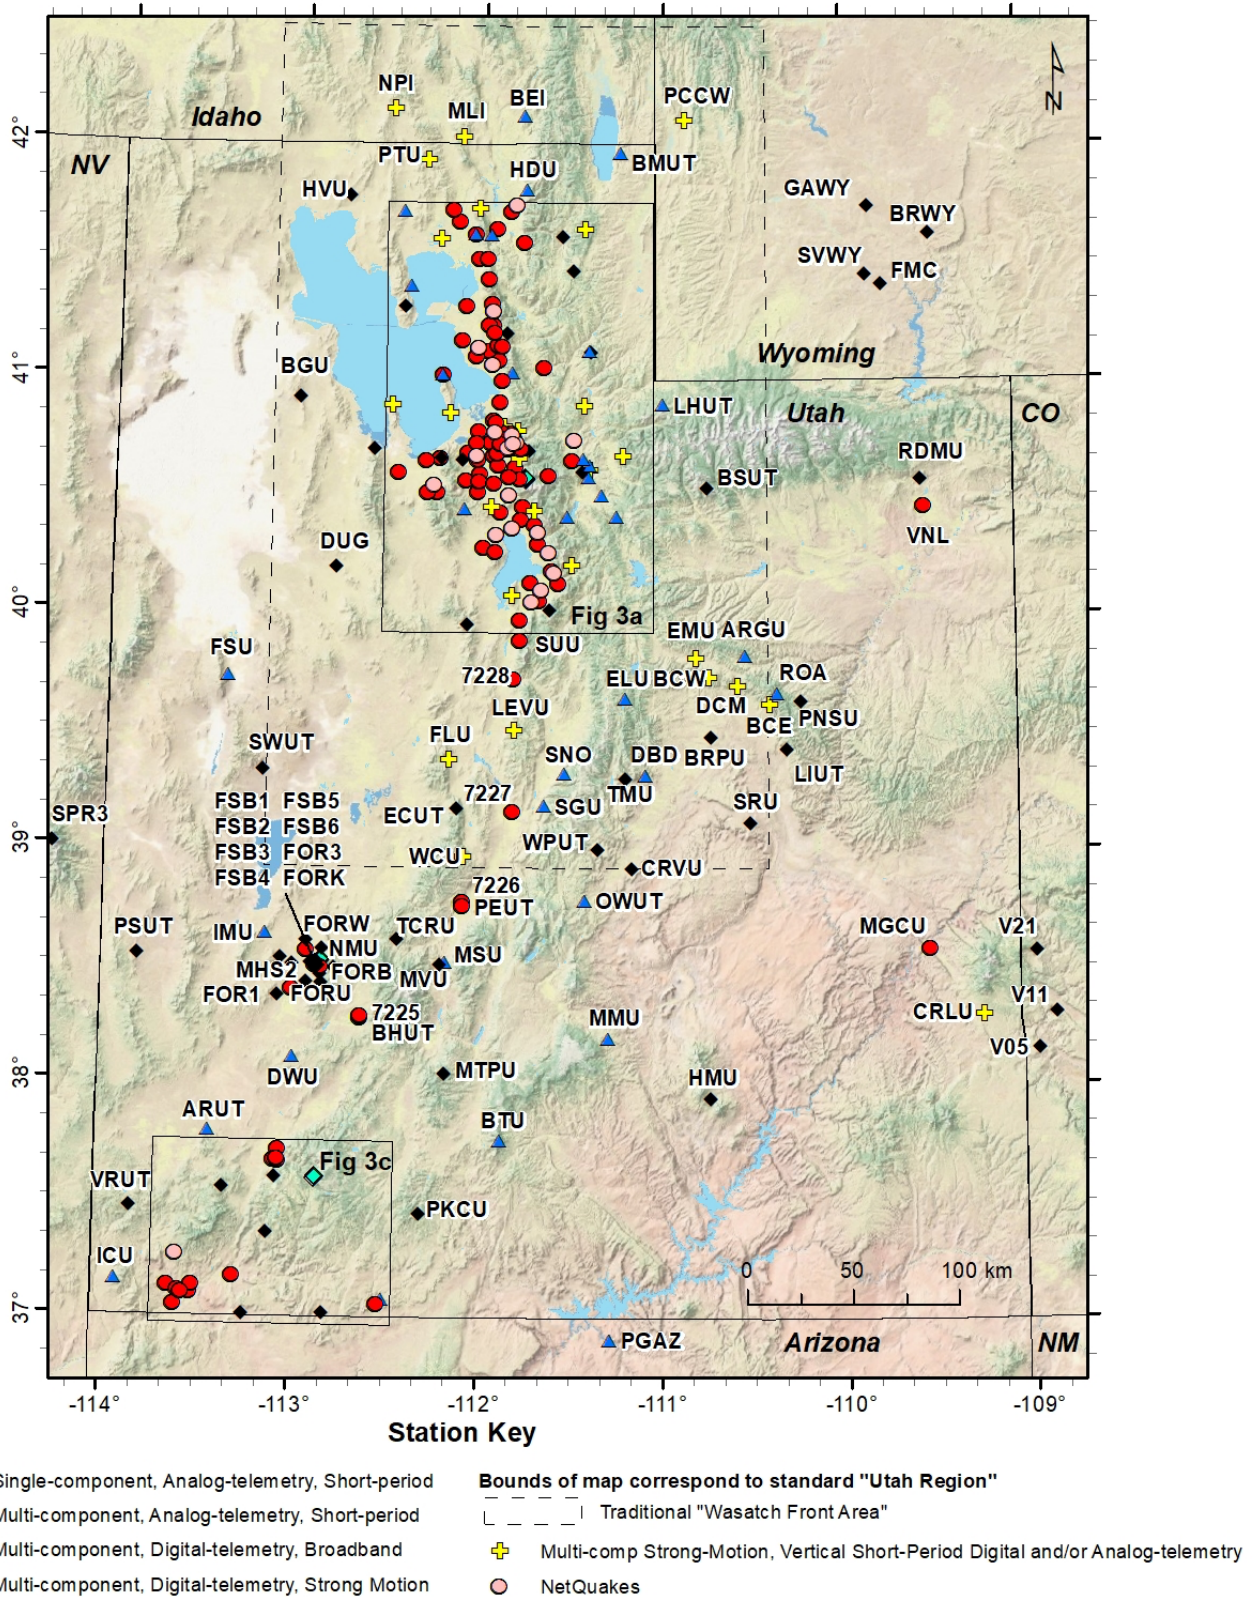 NPI
MLI
BEI
PCCW
Idaho
N
42°
NV
PTU
HDU
BMUT
HVU
GAWY
BRWY
SVWY
FMC
Wyoming
41°
BGU
LHUT
Utah
CO
RDMU
BSUT
VNL
DUG
40°
Fig 3a
SUU
EMU ARGU
FSU
7228
ELU BCW
ROA
LEVU
DCM
PNSU
BCE
FLU
SWUT
SNO
DBD
BRPU
LIUT
TMU
SPR3
FSB1 FSB5
7227
SGU
SRU
ECUT
FSB2 FSB6
39°
FSB3 FOR3
WCU
WPUT
CRVU
FSB4 FORK
7226
PEUT
OWUT
PSUT
IMU
FORW
TCRU
MGCU
V21
NMU
MSU
MHS2
FORB
MVU
FOR1
FORU
V11
7225
CRLU
BHUT
MMU
V05
38°
DWU
MTPU
HMU
ARUT
BTU
Fig 3c
VRUT
PKCU
ICU
0 50 100 km
37°
PGAZ
Arizona
NM
-114° -113° -112° -111° -110° -109°
Station Key
Single-component, Analog-telemetry, Short-period
Multi-component, Analog-telemetry, Short-period
Multi-component, Digital-telemetry, Broadband
Multi-component, Digital-telemetry, Strong Motion
Bounds of map correspond to standard "Utah Region"
Traditional "Wasatch Front Area"
Multi-comp Strong-Motion, Vertical Short-Period Digital and/or Analog-telemetry
NetQuakes